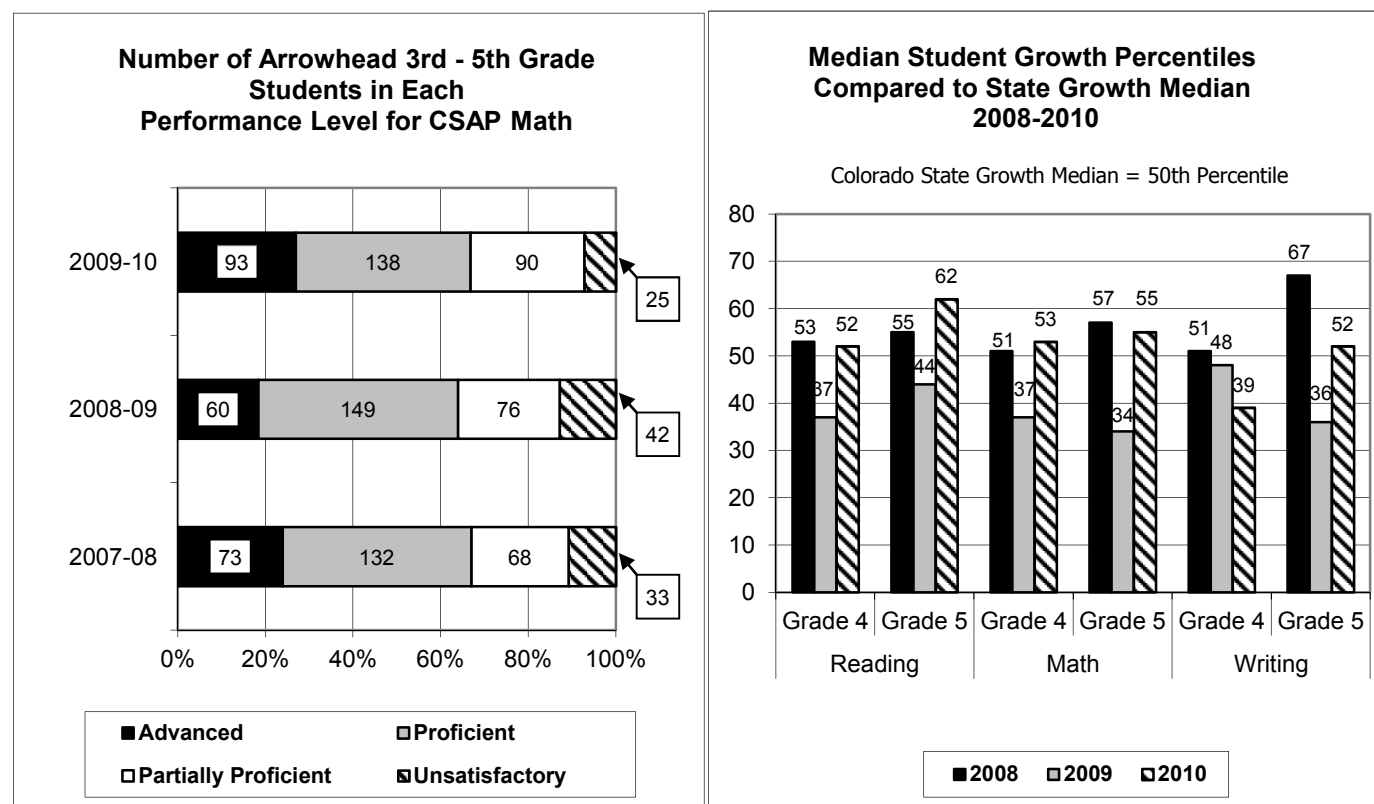 Number of Arrowhead 3rd - 5th Grade
Students in Each
Performance Level for CSAP Math
2009-10
93
138
90
25
2008-09
60
149
76
42
2007-08
73
132
68
33
0%
20%
40%
60%
80%
100%
Advanced
Proficient
Partially Proficient
Unsatisfactory
Median Student Growth Percentiles
Compared to State Growth Median
2008-2010
Colorado State Growth Median = 50th Percentile
80
70
60
50
40
30
20
10
0
53
37
52
55
44
62
51
37
53
57
34
55
51
48
39
67
36
52
Grade 4
Grade 5
Grade 4
Grade 5
Grade 4
Grade 5
Reading
Math
Writing
2008
2009
2010